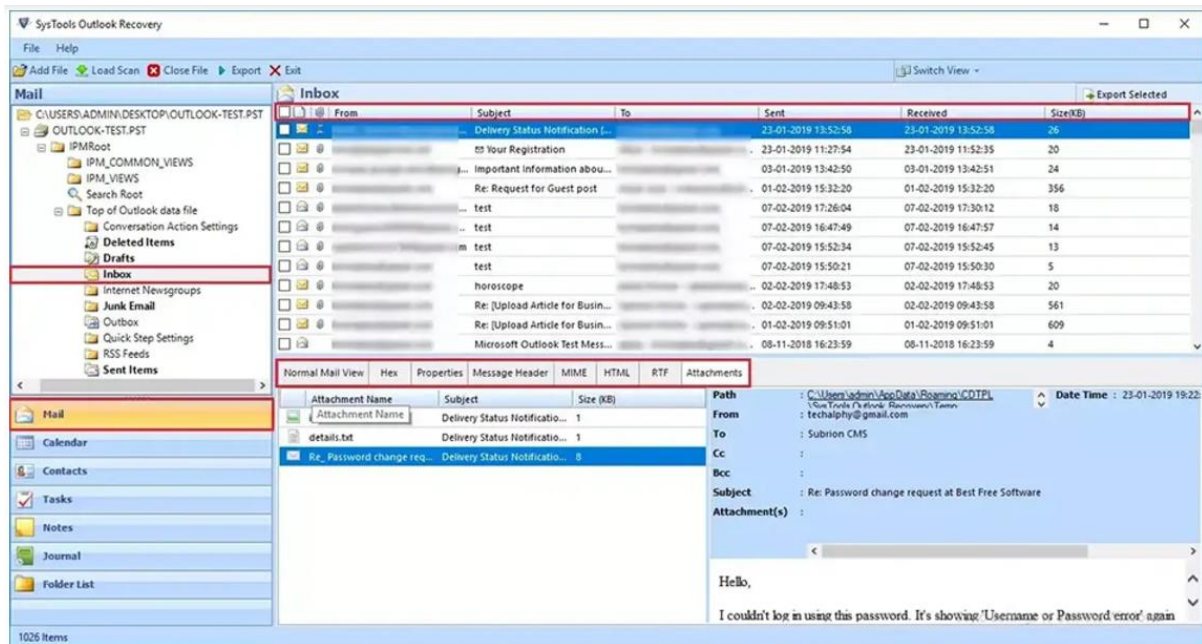 SysTools Outlook Recovery
File Help
Add File Load Scan Close File Export Exit
Switch View
Mail
C:\USERS\ADMIN\DESKTOP\OUTLOOK-TEST.PST
OUTLOOK-TEST.PST
IPMRoot
IPM_COMMON_VIEWS
IPM_VIEWS
Search Root
Top of Outlook data file
Conversation Action Settings
Deleted Items
Drafts
Inbox
Internet Newsgroups
Junk Email
Outbox
Quick Step Settings
RSS Feeds
Sent Items
Mail
Calendar
Contacts
Tasks
Notes
Journal
Folder List
1026 Items
Inbox
Export Selected
From Subject To Sent Received Size(KB)
... Delivery Status Notification (... 23-01-2019 13:52:58 23-01-2019 13:52:58 26
Your Registration . 23-01-2019 11:27:54 23-01-2019 11:52:35 20
... Important Information abou... 03-01-2019 13:42:50 03-01-2019 13:42:51 24
Re: Request for Guest post . 01-02-2019 15:32:20 01-02-2019 15:32:20 356
... test 07-02-2019 17:26:04 07-02-2019 17:30:12 18
... test 07-02-2019 16:47:49 07-02-2019 16:47:57 14
m test 07-02-2019 15:52:34 07-02-2019 15:52:45 13
test 07-02-2019 15:50:21 07-02-2019 15:50:30 5
horoscope . 02-02-2019 17:48:53 02-02-2019 17:48:53 20
Re: [Upload Article for Busin... . 02-02-2019 09:43:58 02-02-2019 09:43:58 561
Re: [Upload Article for Busin... . 01-02-2019 09:51:01 01-02-2019 09:51:01 609
Microsoft Outlook Test Mess... . 08-11-2018 16:23:59 08-11-2018 16:23:59 4
Normal Mail View Hex Properties Message Header MIME HTML RTF Attachments
Attachment Name Subject Size (KB)
Attachment Name
Delivery Status Notificatio... 1
details.txt Delivery Status Notificatio... 1
Re_ Password change req... Delivery Status Notificatio... 8
Path : C:\Users\admin\AppData\Roaming\CDTPL
\SysTools Outlook Recovery\Temp
Date Time : 23-01-2019 19:22:
From : techalphy@gmail.com
To : Subrion CMS
Cc :
Bcc :
Subject : Re: Password change request at Best Free Software
Attachment(s) :
Hello,
I couldn't log in using this password. It's showing 'Username or Password error' again